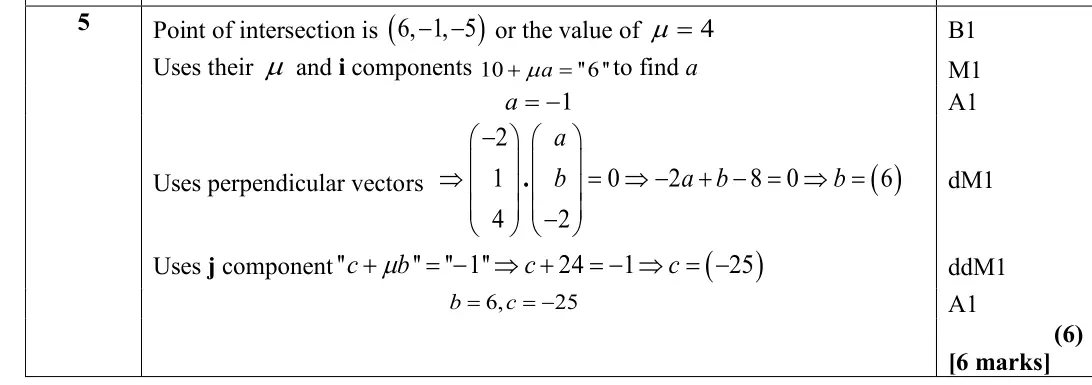 5 Point of intersection is (6,−1,−5) or the value of μ = 4 B1
Uses their μ and i components 10 + μa = "6" to find a M1
a = −1 A1
Uses perpendicular vectors ⇒ (−2 1 4) . (a b −2) = 0 ⇒ −2a + b − 8 = 0 ⇒ b = (6) dM1
Uses j component "c + μb" = "−1" ⇒ c + 24 = −1 ⇒ c = (−25) ddM1
b = 6, c = −25 A1
(6)
[6 marks]